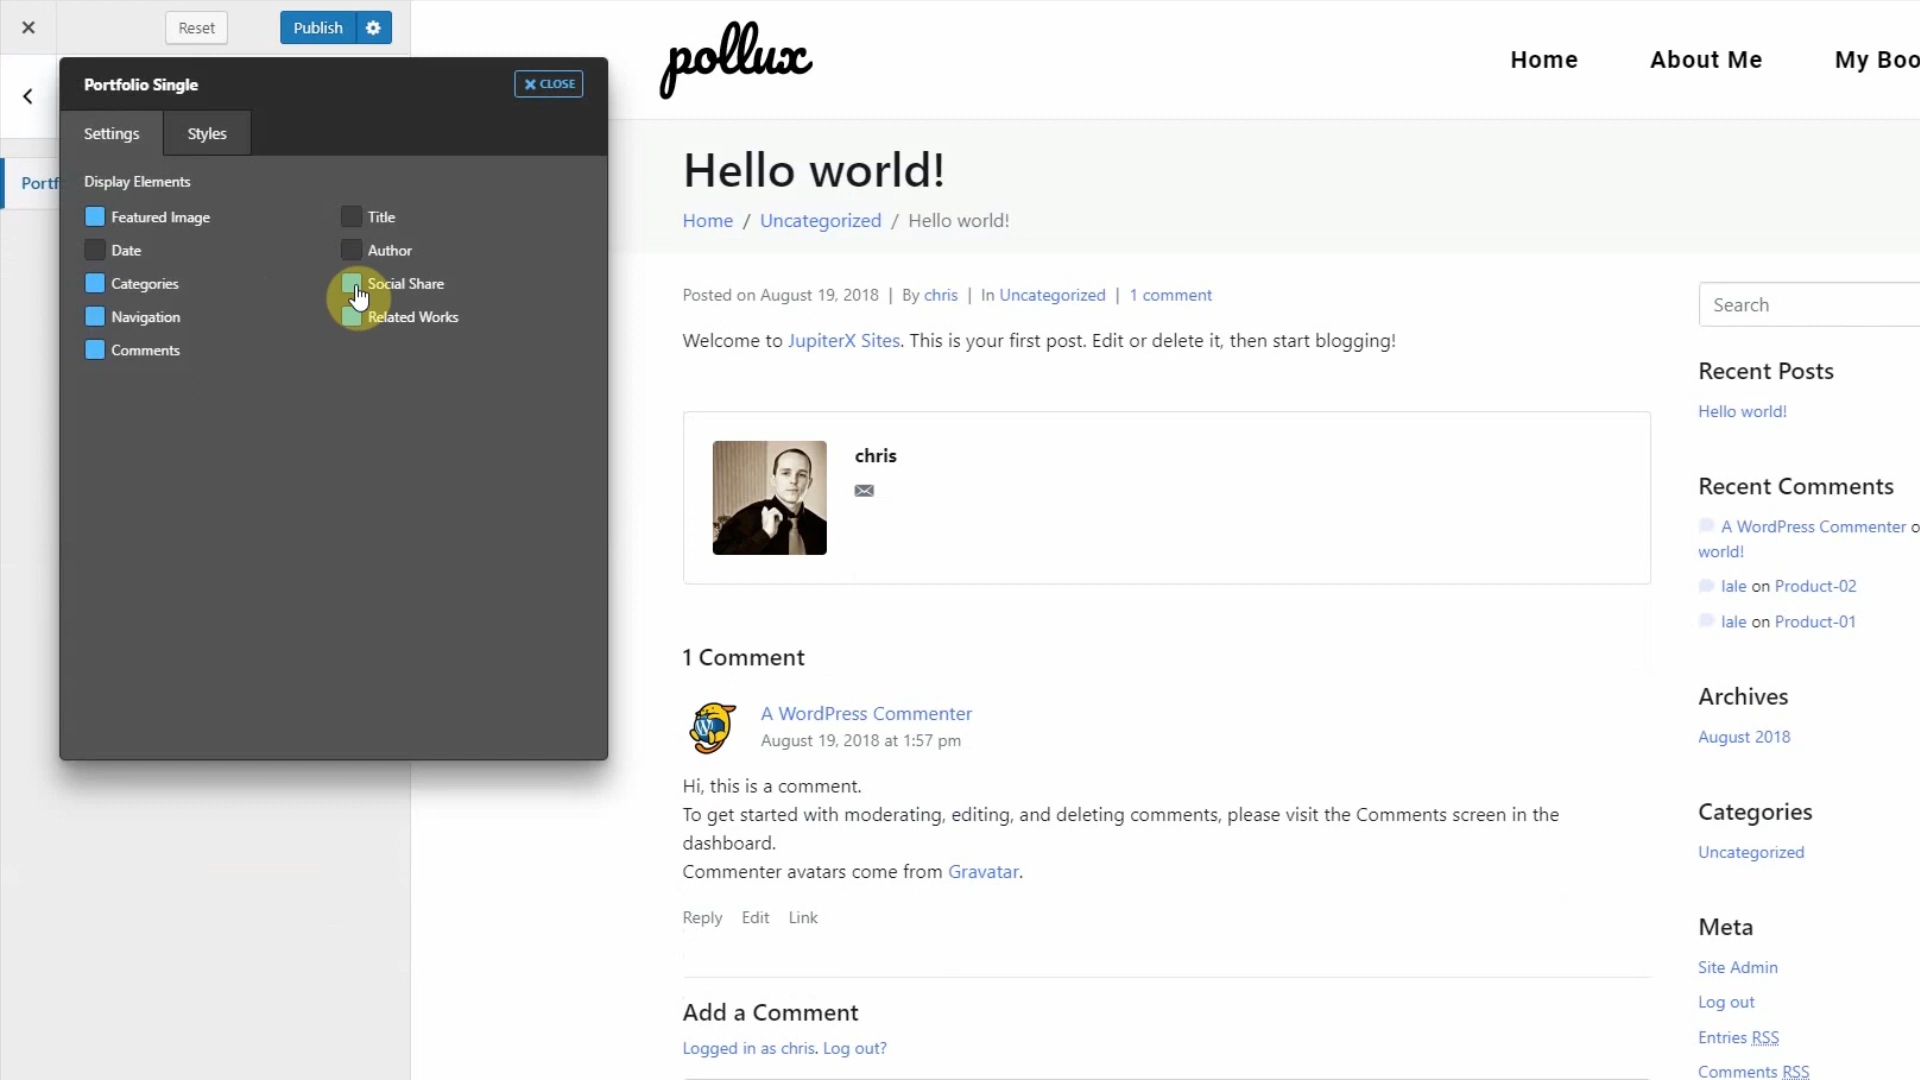 Reset
Publish
Portf
Portfolio Single
CLOSE
Settings
Styles
Display Elements
Featured Image
Title
Date
Author
Categories
Social Share
Navigation
Related Works
Comments
pollux
Home
About Me
My Boo
Hello world!
Home / Uncategorized / Hello world!
Posted on August 19, 2018 | By chris | In Uncategorized | 1 comment
Welcome to JupiterX Sites. This is your first post. Edit or delete it, then start blogging!
chris
1 Comment
A WordPress Commenter
August 19, 2018 at 1:57 pm
Hi, this is a comment.
To get started with moderating, editing, and deleting comments, please visit the Comments screen in the
dashboard.
Commenter avatars come from Gravatar.
Reply Edit Link
Add a Comment
Logged in as chris. Log out?
Search
Recent Posts
Hello world!
Recent Comments
A WordPress Commenter o
world!
lale on Product-02
lale on Product-01
Archives
August 2018
Categories
Uncategorized
Meta
Site Admin
Log out
Entries RSS
Comments RSS